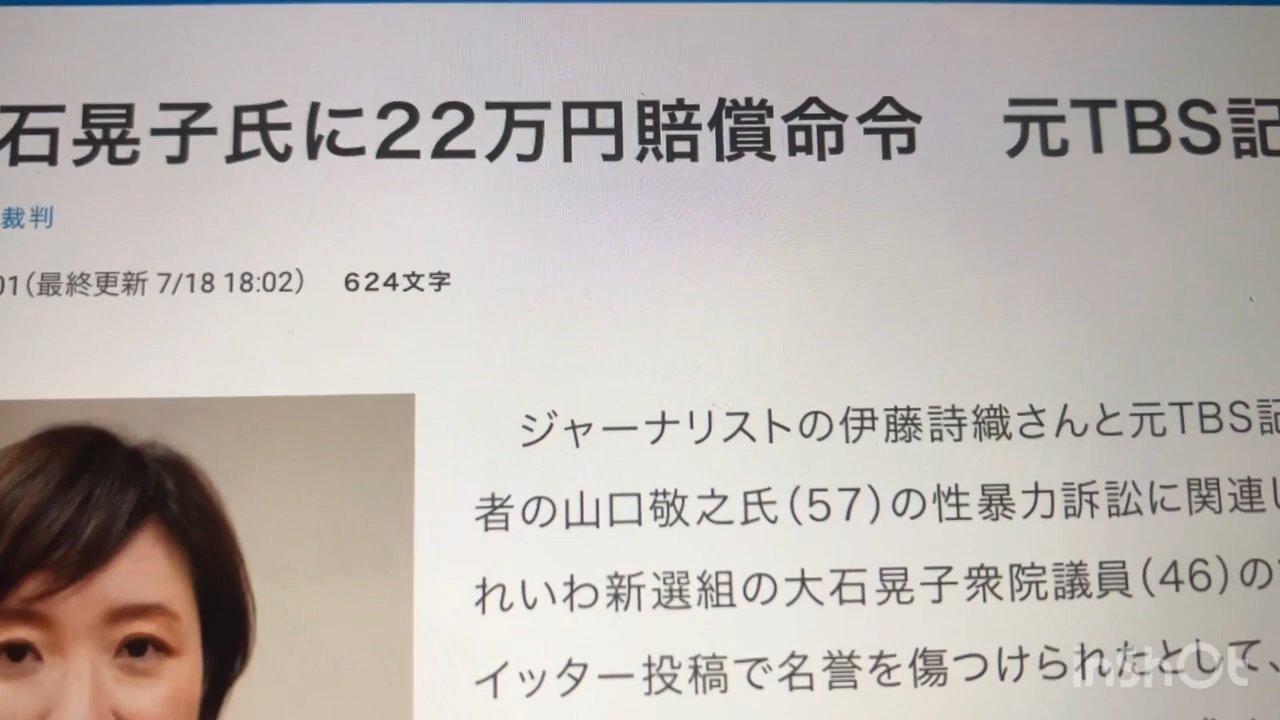 石晃子氏に22万円賠償命令　元TBS記
裁判
01（最終更新 7/18 18:02）　624文字
ジャーナリストの伊藤詩織さんと元TBS記
者の山口敬之氏（57）の性暴力訴訟に関連し
れいわ新選組の大石晃子衆院議員（46）の
イッター投稿で名誉を傷つけられたとして、
InShOt